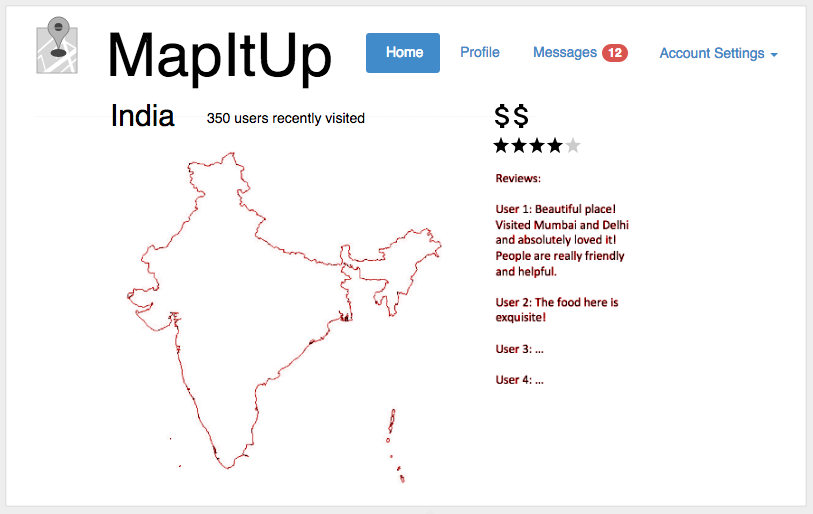 MapItUp
Home
Profile
Messages 12
Account Settings
India
350 users recently visited
$$
Reviews:
User 1: Beautiful place!
Visited Mumbai and Delhi
and absolutely loved it!
People are really friendly
and helpful.
User 2: The food here is
exquisite!
User 3: ...
User 4: ...